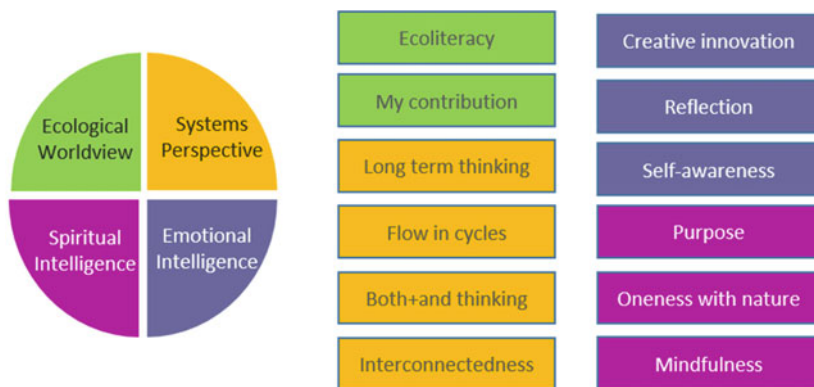 Ecological
Worldview
Systems
Perspective
Spiritual
Intelligence
Emotional
Intelligence
Ecoliteracy
My contribution
Long term thinking
Flow in cycles
Both+and thinking
Interconnectedness
Creative innovation
Reflection
Self-awareness
Purpose
Oneness with nature
Mindfulness